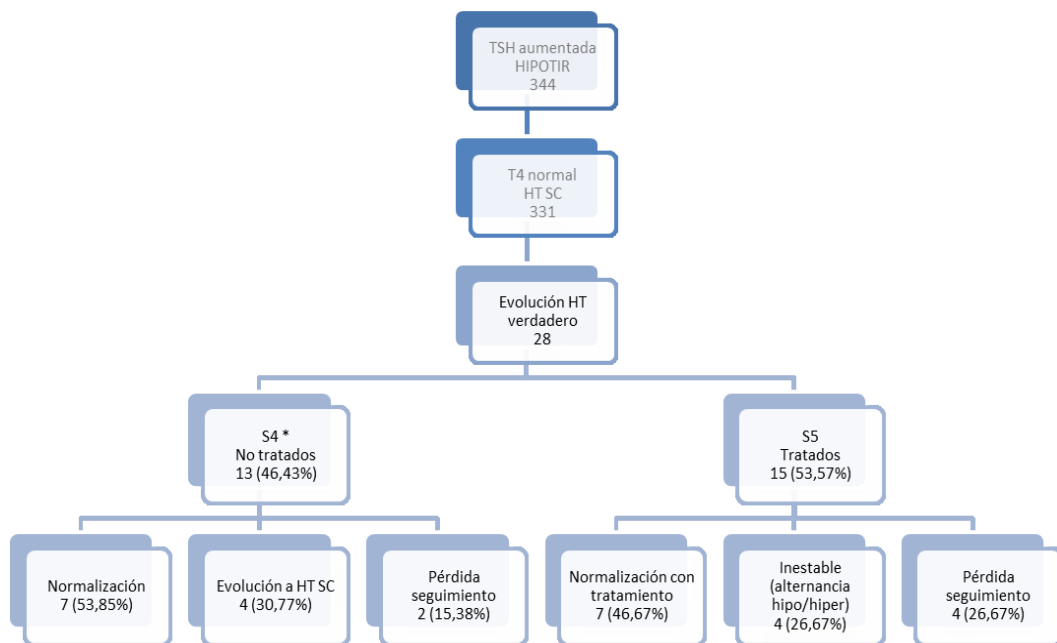 TSH aumentada
HIPOTIR
344
T4 normal
HT SC
331
Evolución HT
verdadero
28
S4 *
No tratados
13 (46,43%)
S5
Tratados
15 (53,57%)
Normalización
7 (53,85%)
Evolución a HT SC
4 (30,77%)
Pérdida
seguimiento
2 (15,38%)
Normalización con
tratamiento
7 (46,67%)
Inestable
(alternancia
hipo/hiper)
4 (26,67%)
Pérdida
seguimiento
4 (26,67%)